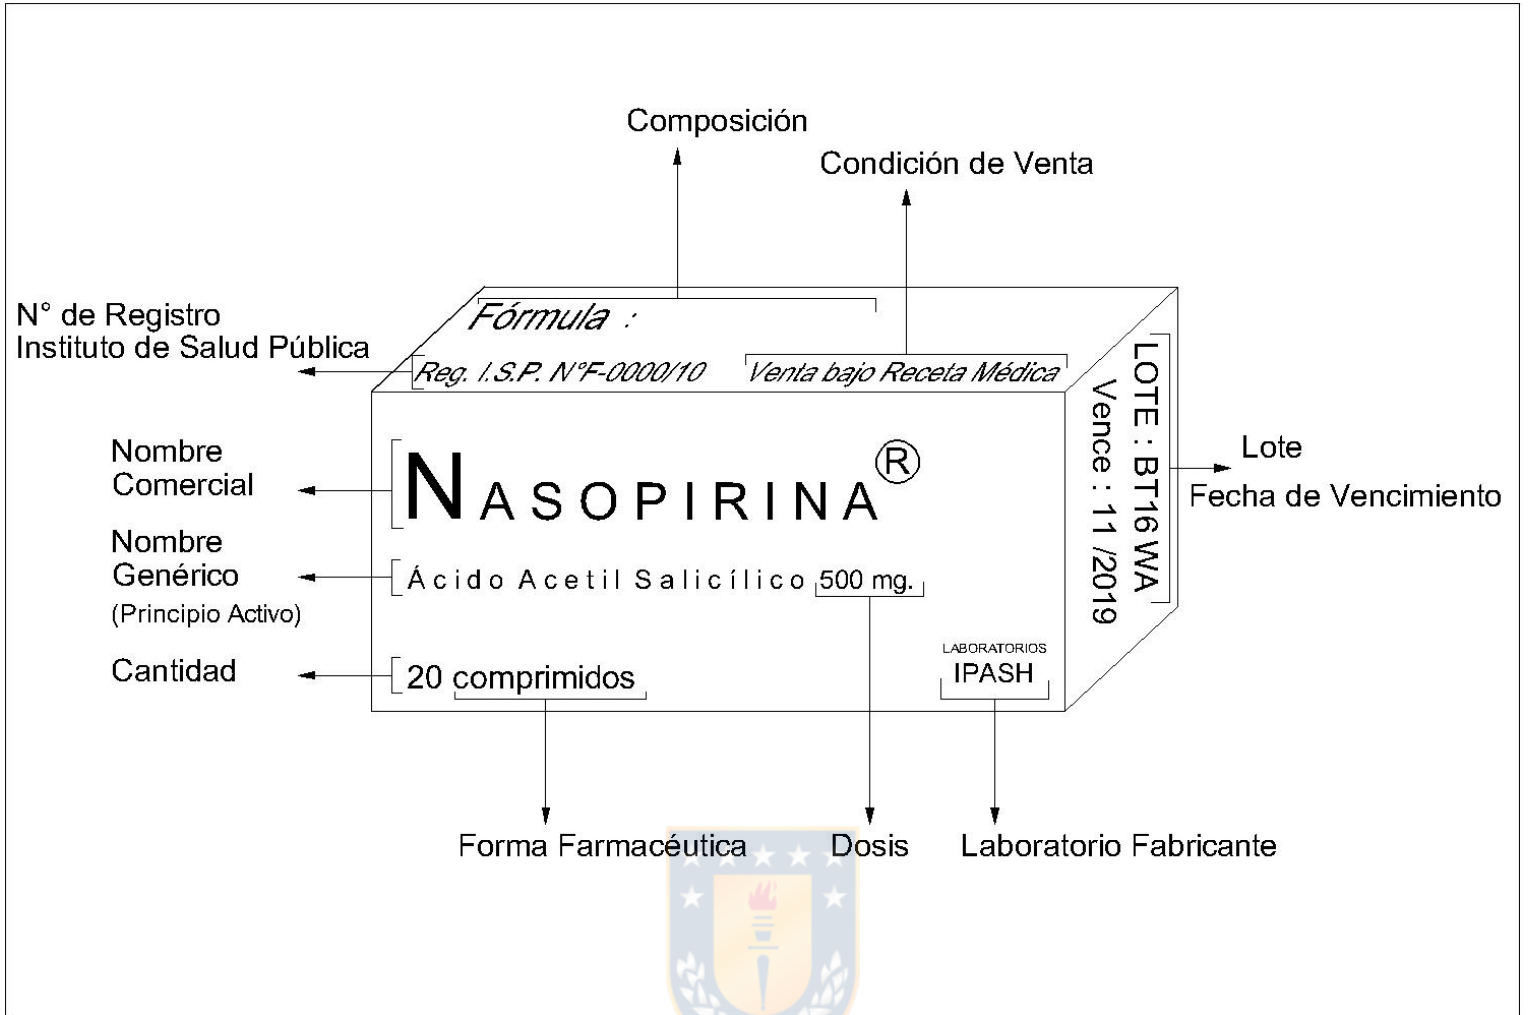 Composición
Condición de Venta
N° de Registro
Instituto de Salud Pública
Fórmula :
Reg. I.S.P. N°F-0000/10
Venta bajo Receta Médica
LOTE : BT16 WA
Vence : 11 /2019
Lote
Fecha de Vencimiento
Nombre
Comercial
NASOPIRINA®
Nombre
Genérico
(Principio Activo)
Ácido Acetil Salicílico 500 mg.
Cantidad
20 comprimidos
LABORATORIOS
IPASH
Forma Farmacéutica
Dosis
Laboratorio Fabricante